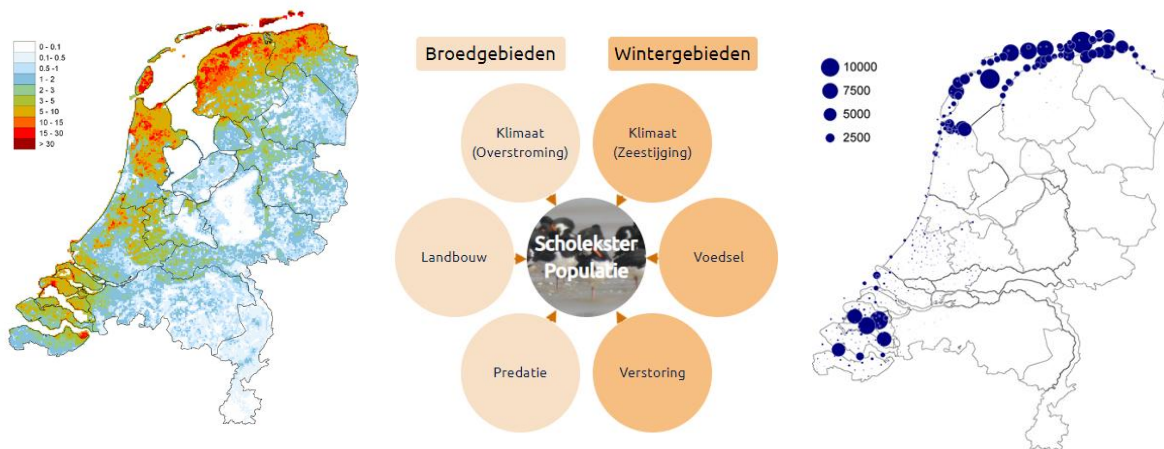 0 - 0.1
0.1 - 0.5
0.5 -1
1 - 2
2 - 3
3 - 5
5 - 10
10 - 15
15 - 30
> 30
Broedgebieden
Wintergebieden
Klimaat
(Overstroming)
Klimaat
(Zeestijging)
Landbouw
Scholekster
Populatie
Voedsel
Predatie
Verstoring
10000
7500
5000
2500